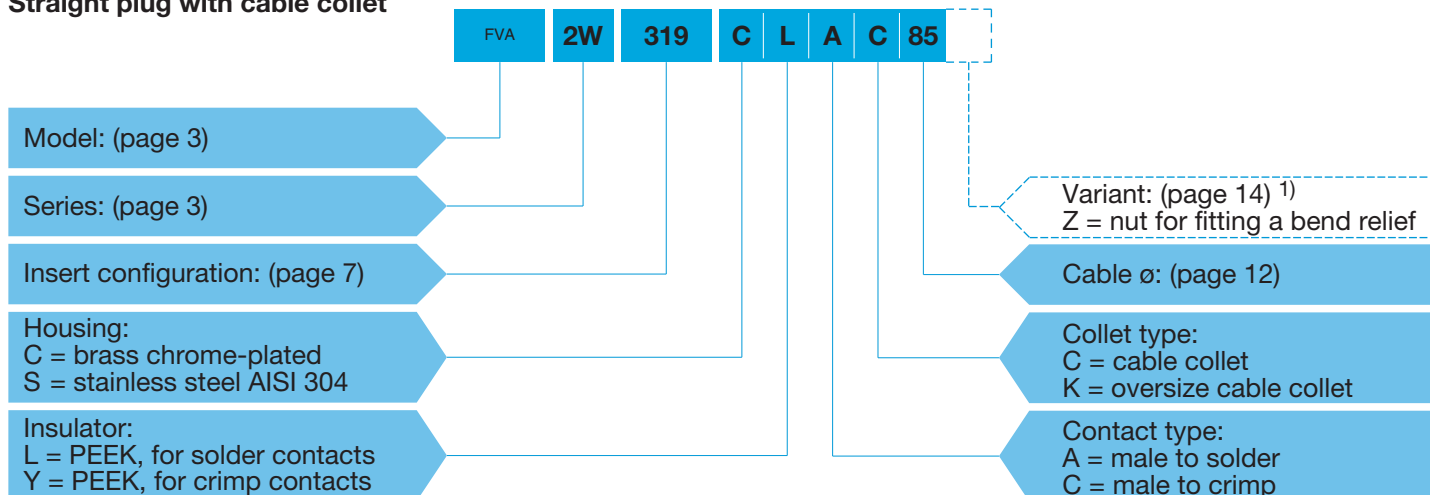 Straight plug with cable collet
FVA 2W 319 C L A C 85
Model: (page 3)
Series: (page 3)
Insert configuration: (page 7)
Housing:
C = brass chrome-plated
S = stainless steel AISI 304
Insulator:
L = PEEK, for solder contacts
Y = PEEK, for crimp contacts
Variant: (page 14) 1)
Z = nut for fitting a bend relief
Cable ø: (page 12)
Collet type:
C = cable collet
K = oversize cable collet
Contact type:
A = male to solder
C = male to crimp